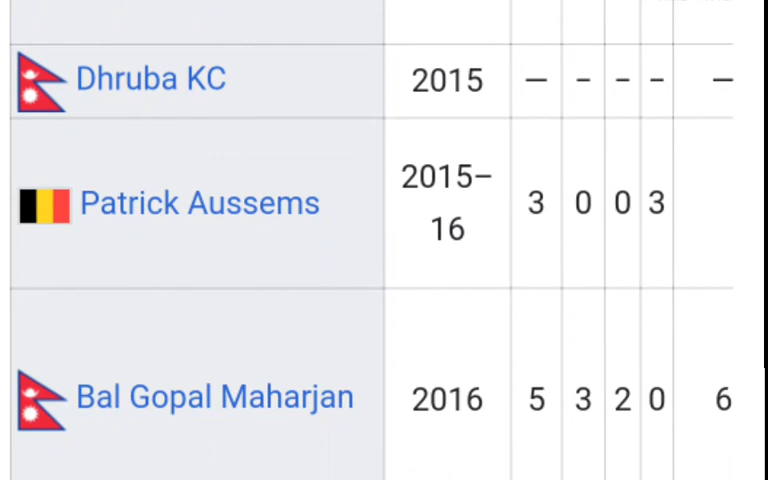 Dhruba KC 2015 — - - - —
Patrick Aussems 2015–
16 3 0 0 3
Bal Gopal Maharjan 2016 5 3 2 0 6